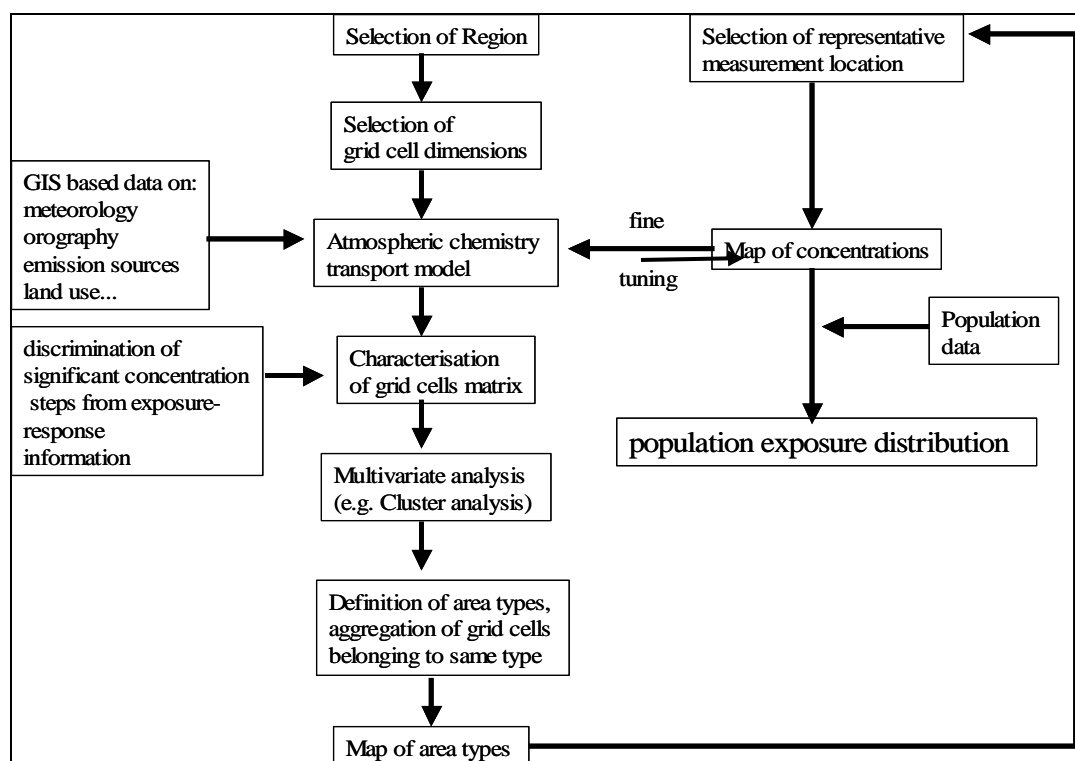 Selection of Region
Selection of
grid cell dimensions
GIS based data on:
meteorology
orography
emission sources
land use...
Atmospheric chemistry
transport model
discrimination of
significant concentration
steps from exposure-
response
information
Characterisation
of grid cells matrix
Multivariate analysis
(e.g. Cluster analysis)
Definition of area types,
aggregation of grid cells
belonging to same type
Map of area types
Selection of representative
measurement location
fine
tuning
Map of concentrations
Population
data
population exposure distribution